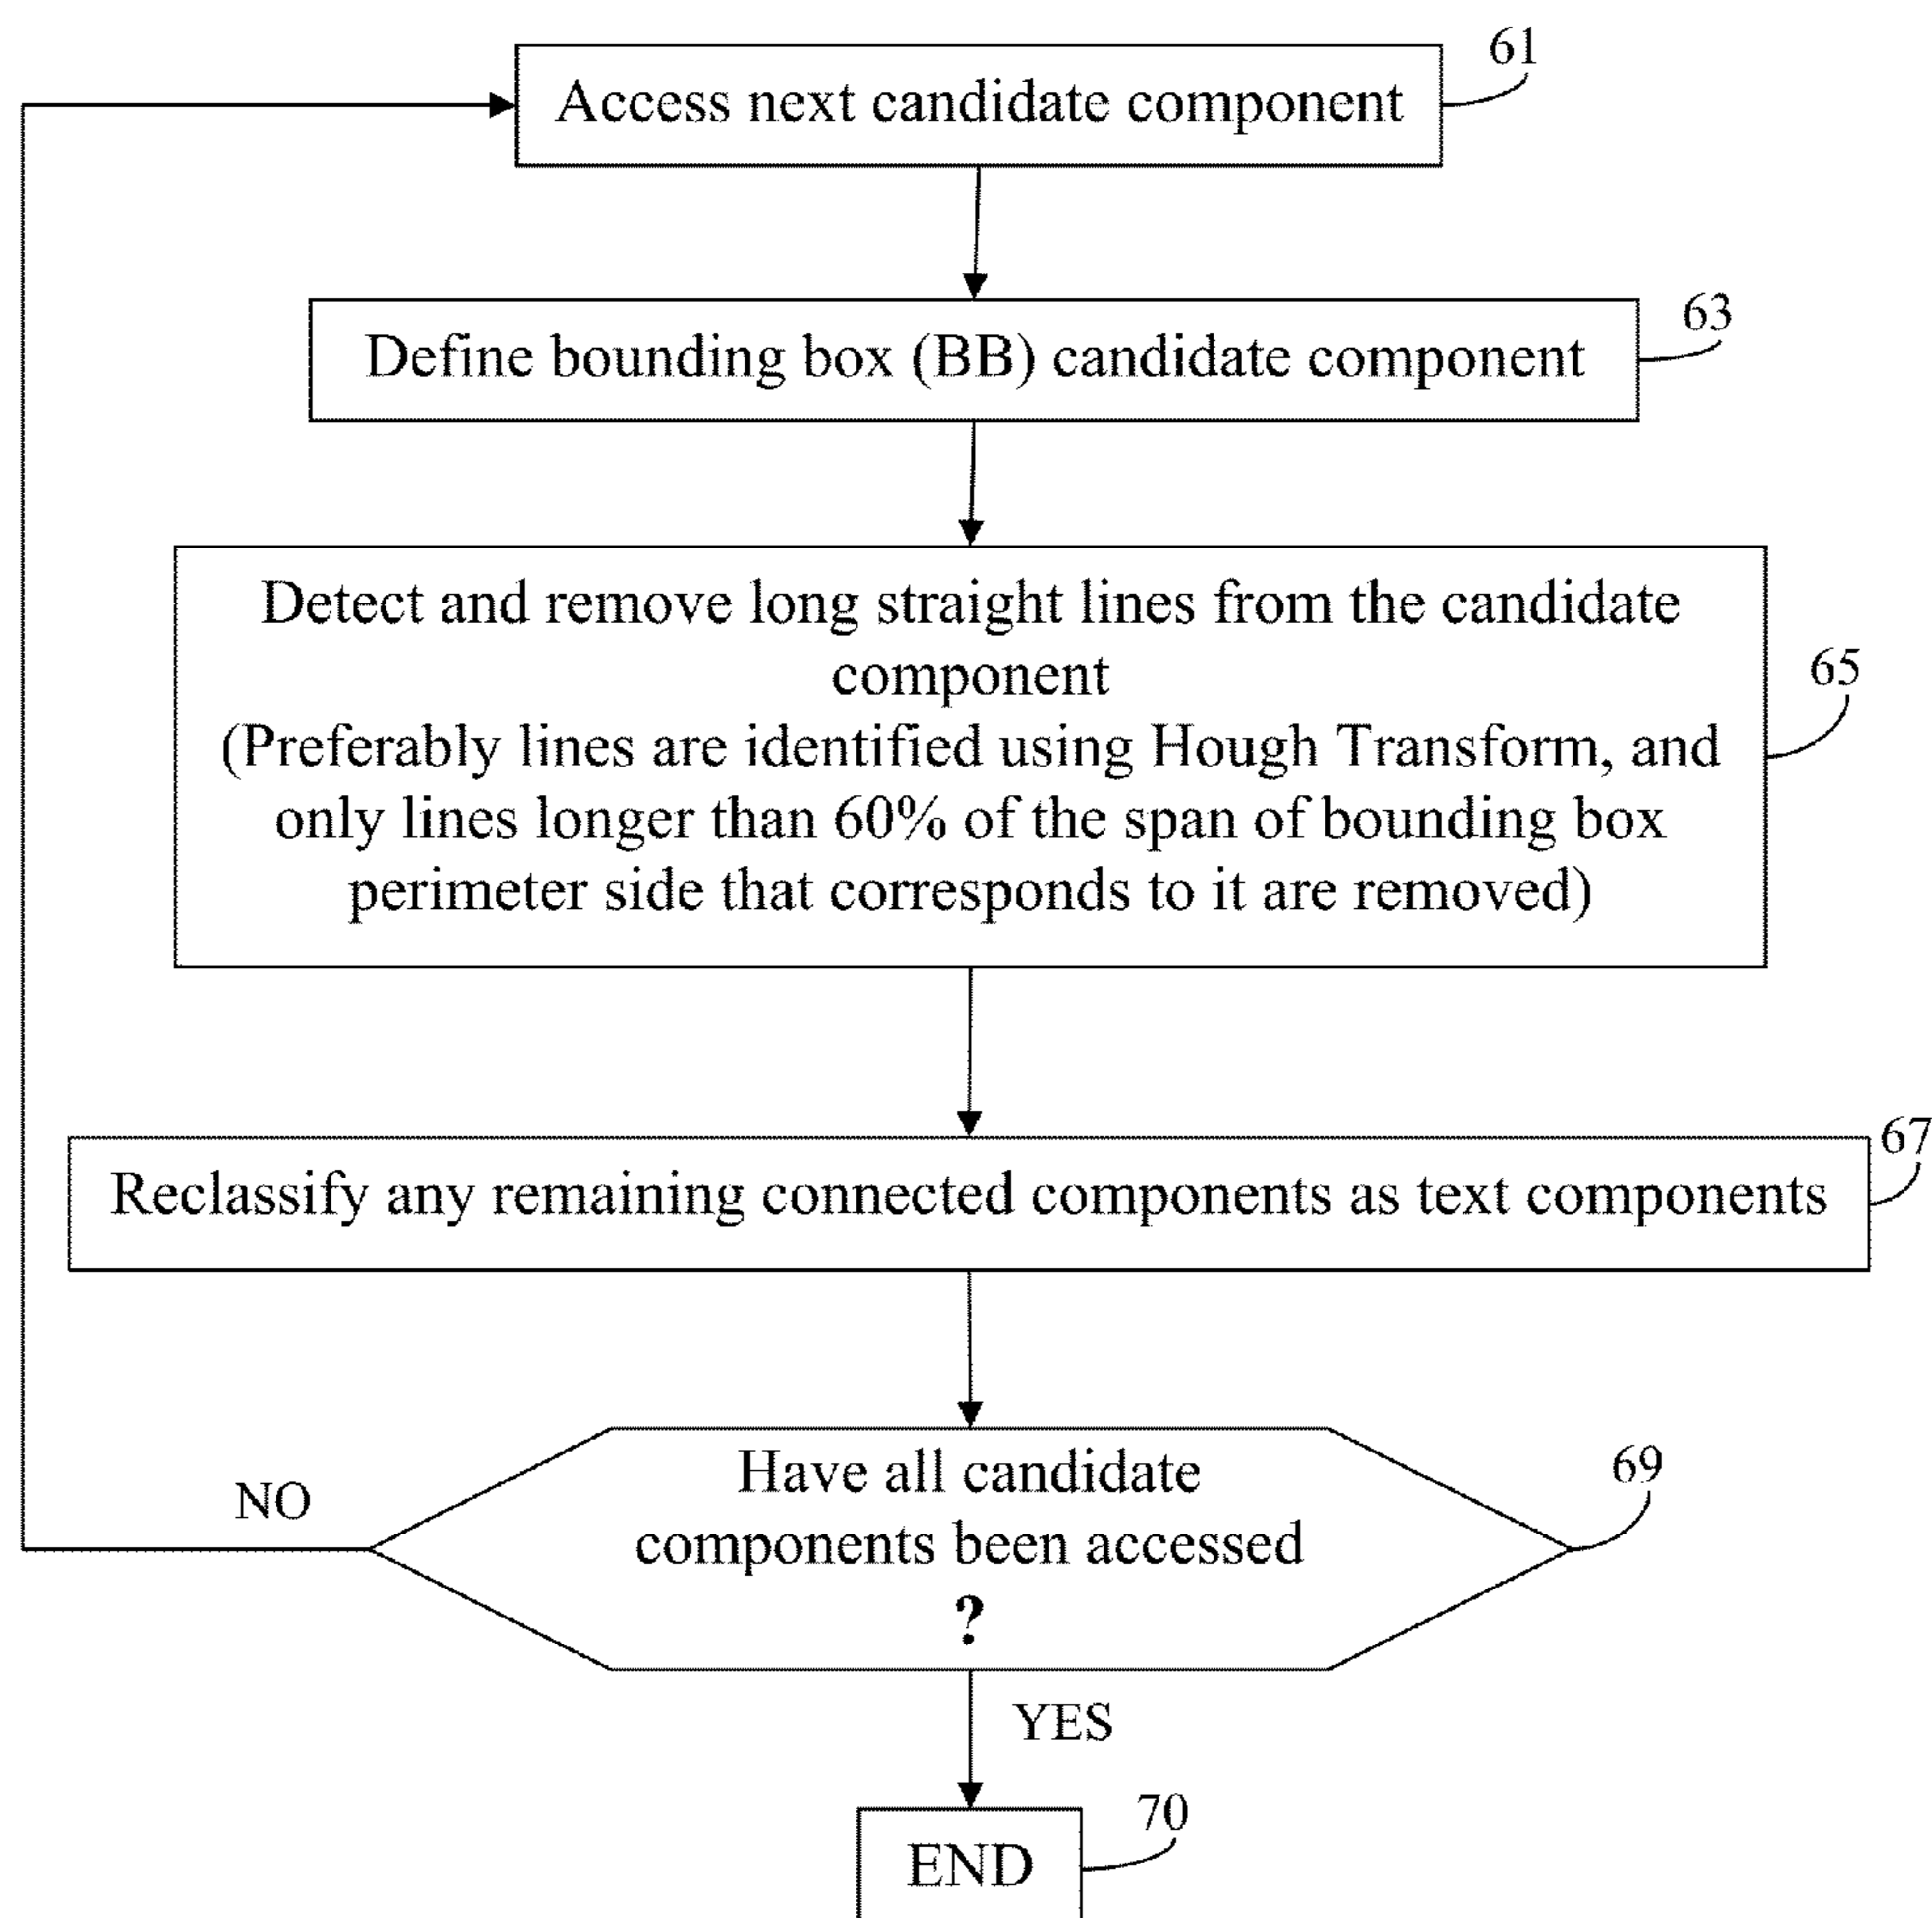 61
Access next candidate component
63
Define bounding box (BB) candidate component
Detect and remove long straight lines from the candidate
component
65
(Preferably lines are identified using Hough Transform, and
only lines longer than 60% of the span of bounding box
perimeter side that corresponds to it are removed)
67
Reclassify any remaining connected components as text components
Have all candidate
69
NO
components been accessed
?
YES
70
END